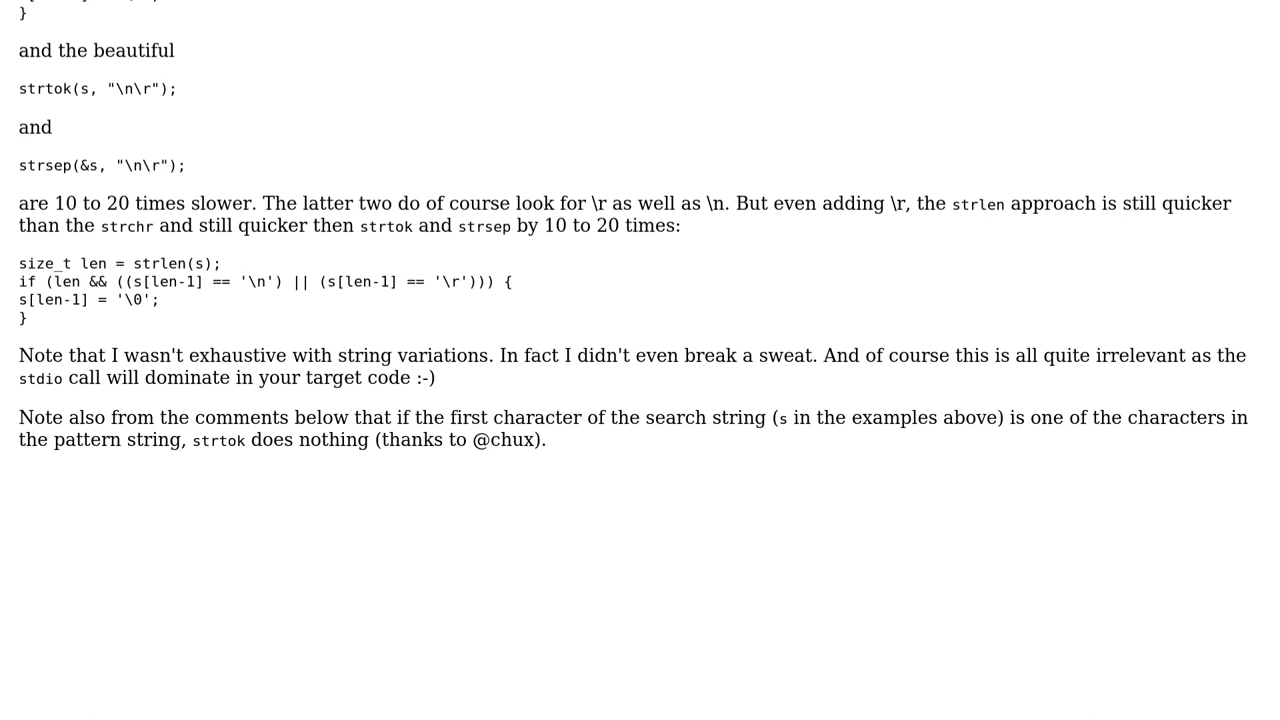 }
and the beautiful
strtok(s, "\n\r");
and
strsep(&s, "\n\r");
are 10 to 20 times slower. The latter two do of course look for \r as well as \n. But even adding \r, the strlen approach is still quicker
than the strchr and still quicker then strtok and strsep by 10 to 20 times:
size_t len = strlen(s);
if (len && ((s[len-1] == '\n') || (s[len-1] == '\r'))) {
s[len-1] = '\0';
}
Note that I wasn't exhaustive with string variations. In fact I didn't even break a sweat. And of course this is all quite irrelevant as the
stdio call will dominate in your target code :-)
Note also from the comments below that if the first character of the search string (s in the examples above) is one of the characters in
the pattern string, strtok does nothing (thanks to @chux).